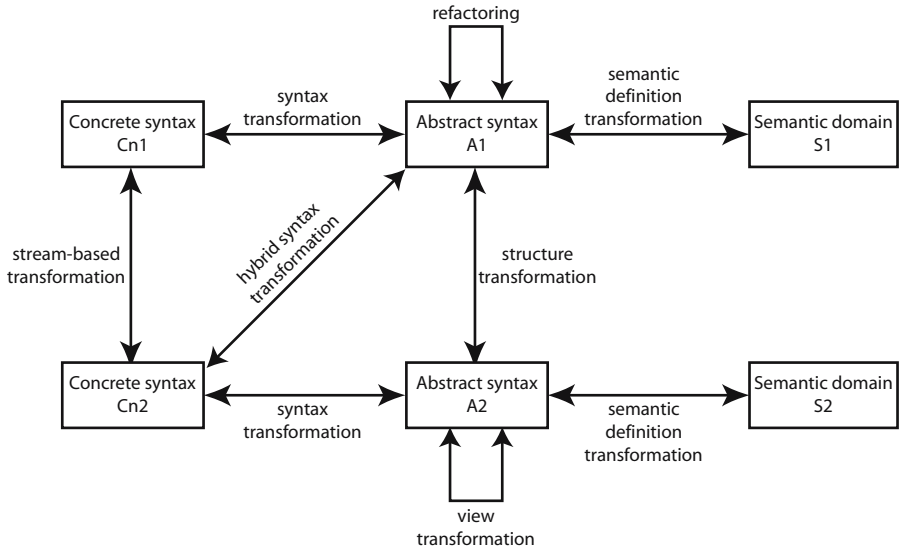 refactoring
syntax
transformation
semantic
definition
transformation
Concrete syntax
Cn1
Abstract syntax
A1
Semantic domain
S1
stream-based
transformation
hybrid syntax
transformation
structure
transformation
Concrete syntax
Cn2
Abstract syntax
A2
Semantic domain
S2
syntax
transformation
semantic
definition
transformation
view
transformation